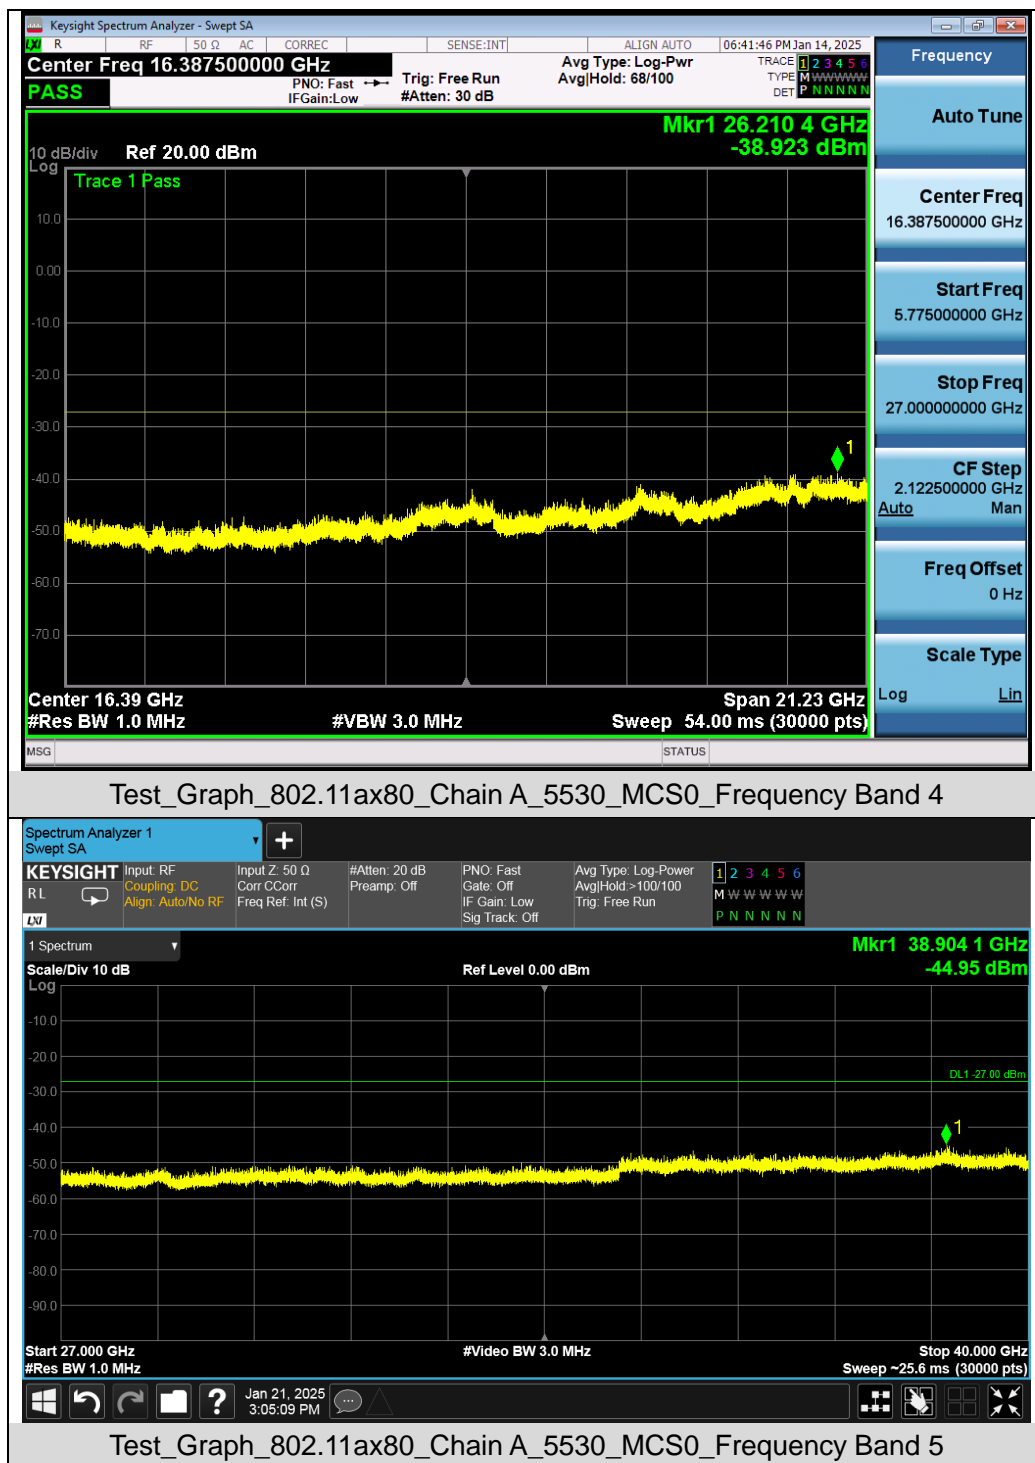 Keysight Spectrum Analyzer - Swept SA
LXI R RF 50 Ω AC CORREC SENSE:INT ALIGN AUTO 06:41:46 PM Jan 14, 2025
Center Freq 16.387500000 GHz
PNO: Fast
IFGain:Low
Trig: Free Run
#Atten: 30 dB
Avg Type: Log-Pwr
Avg|Hold: 68/100
TRACE 1 2 3 4 5 6
TYPE M W W W W W
DET P N N N N N
PASS
Mkr1 26.210 4 GHz
-38.923 dBm
10 dB/div Ref 20.00 dBm
Log
Trace 1 Pass
10.0
0.00
-10.0
-20.0
-30.0
-40.0
-50.0
-60.0
-70.0
1
Center 16.39 GHz Span 21.23 GHz
#Res BW 1.0 MHz #VBW 3.0 MHz Sweep 54.00 ms (30000 pts)
MSG STATUS
Frequency
Auto Tune
Center Freq
16.387500000 GHz
Start Freq
5.775000000 GHz
Stop Freq
27.000000000 GHz
CF Step
2.122500000 GHz
Auto Man
Freq Offset
0 Hz
Scale Type
Log Lin
Test_Graph_802.11ax80_Chain A_5530_MCS0_Frequency Band 4
Spectrum Analyzer 1
Swept SA
+
KEYSIGHT
RL
LXI
Input: RF
Coupling: DC
Align: Auto/No RF
Input Z: 50 Ω
Corr CCorr
Freq Ref: Int (S)
#Atten: 20 dB
Preamp: Off
PNO: Fast
Gate: Off
IF Gain: Low
Sig Track: Off
Avg Type: Log-Power
Avg|Hold:>100/100
Trig: Free Run
1 2 3 4 5 6
M W W W W W
P N N N N N
1 Spectrum
Mkr1 38.904 1 GHz
-44.95 dBm
Scale/Div 10 dB Ref Level 0.00 dBm
Log
-10.0
-20.0
-30.0
-40.0
-50.0
-60.0
-70.0
-80.0
-90.0
DL1 -27.00 dBm
1
Start 27.000 GHz #Video BW 3.0 MHz Stop 40.000 GHz
#Res BW 1.0 MHz Sweep ~25.6 ms (30000 pts)
?
Jan 21, 2025
3:05:09 PM
Test_Graph_802.11ax80_Chain A_5530_MCS0_Frequency Band 5